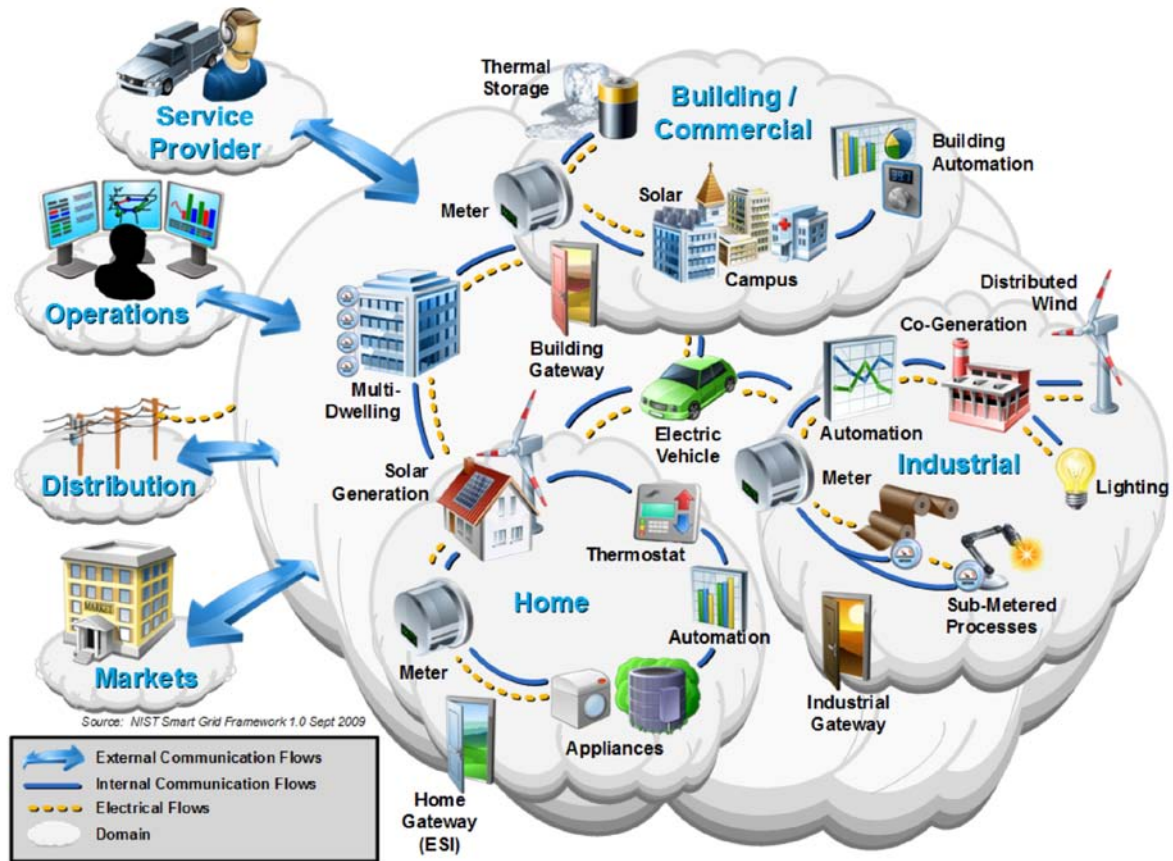 Service
Provider
Operations
Distribution
MARKET
Markets
Thermal
Storage
Building /
Commercial
Building
Automation
Meter
Solar
Campus
Multi-
Dwelling
Building
Gateway
Electric
Vehicle
Distributed
Wind
Co-Generation
Automation
Industrial
Meter
Lighting
Sub-Metered
Processes
Industrial
Gateway
Solar
Generation
Thermostat
Home
Automation
Meter
Appliances
Home
Gateway
(ESI)
Source: NIST Smart Grid Framework 1.0 Sept 2009
External Communication Flows
Internal Communication Flows
Electrical Flows
Domain